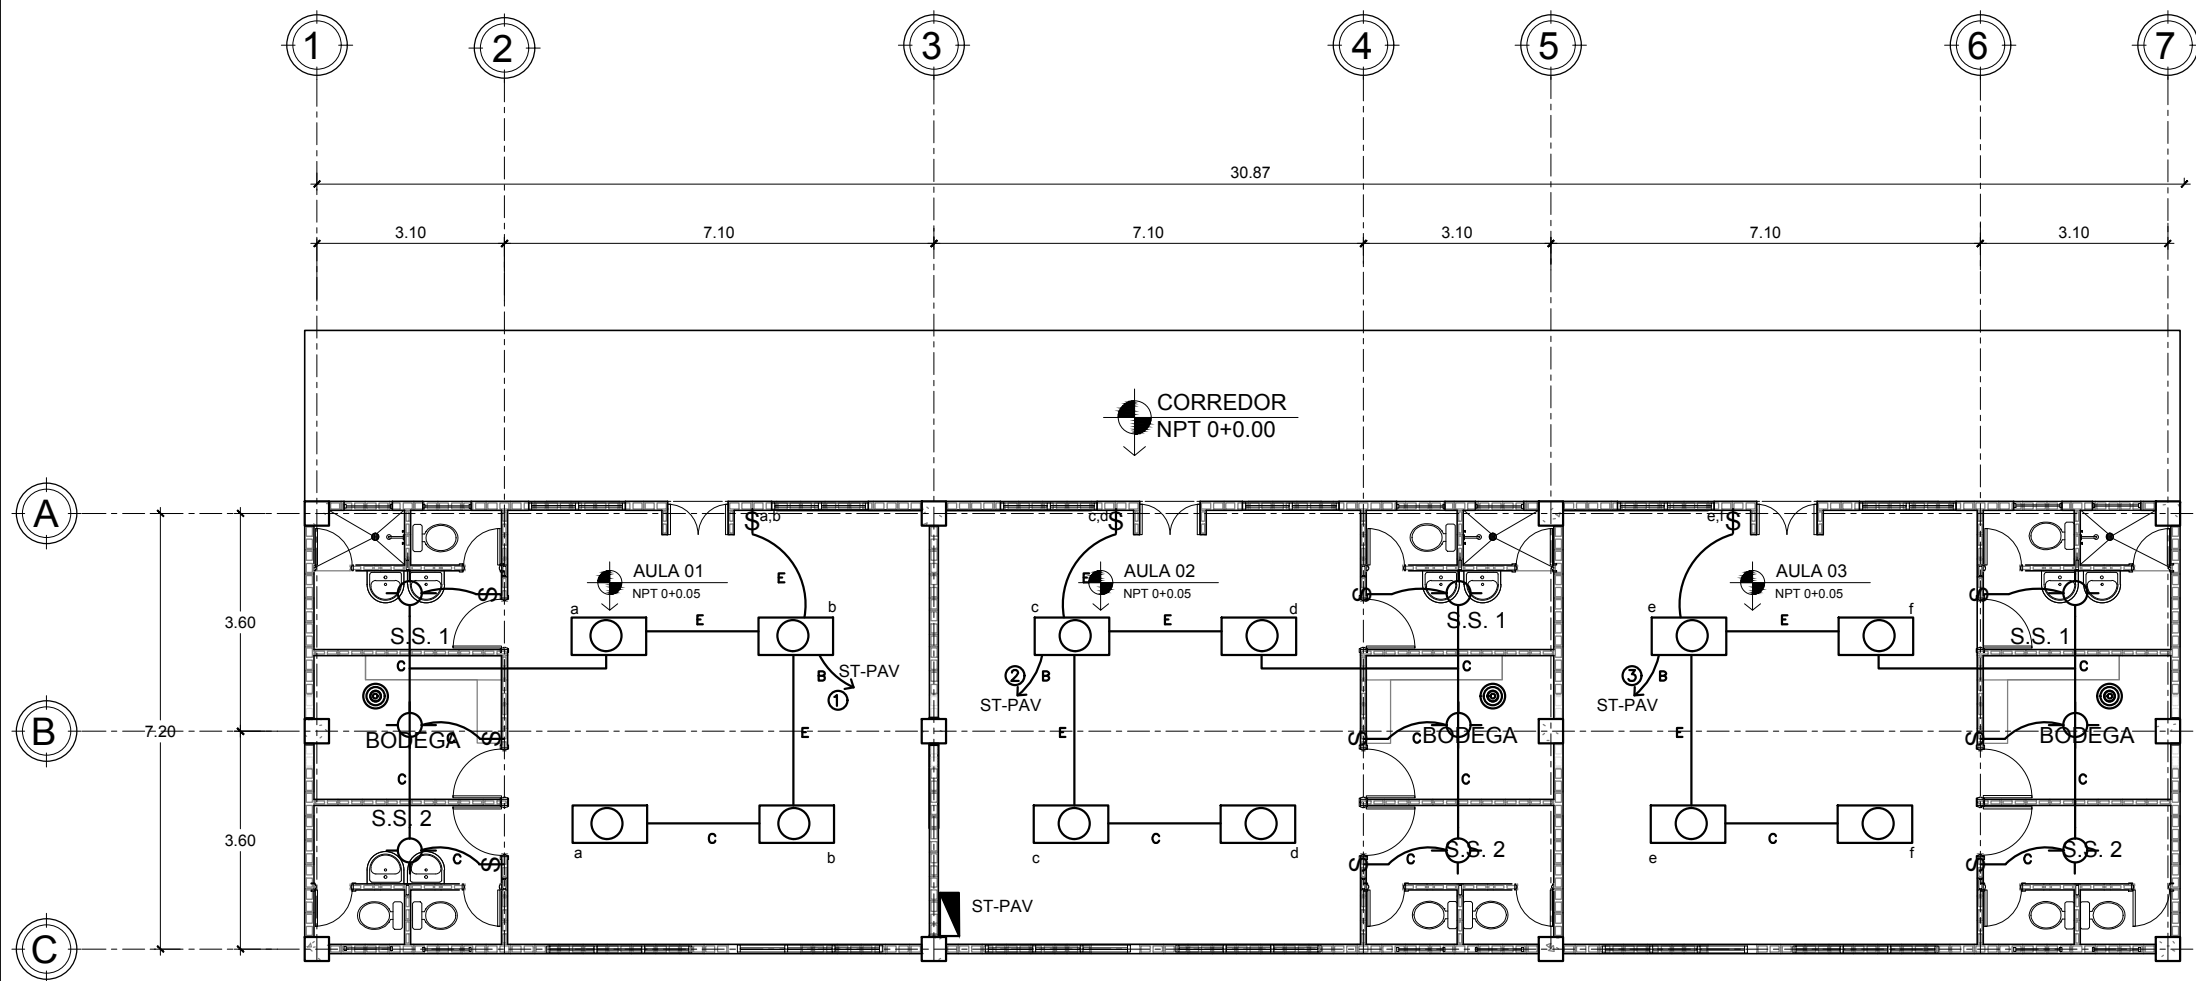 1 2 3 4 5 6 7
30.87
3.10 7.10 7.10 3.10 7.10 3.10
CORREDOR
NPT 0+0.00
A
a,b c,d e,f
E E
AULA 01 AULA 02 AULA 03
NPT 0+0.05 NPT 0+0.05 NPT 0+0.05
S S S S S S
a b c d e f
3.60
E E E
S.S. 1 S.S. 1 S.S. 1
C C C
B ST-PAV 2 B 3 B
1 ST-PAV ST-PAV
B
7.20
BODEGA BODEGA BODEGA
C C
S S S
E E E
C C C
S.S. 2 S.S. 2 S.S. 2
3.60
C C C
C C C
S S S
a b c d e f
ST-PAV
C